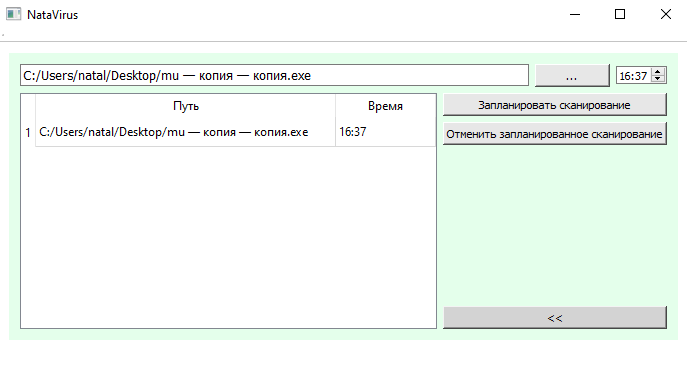 NataVirus
C:/Users/natal/Desktop/mu — копия — копия.exe
...
16:37
Путь
Время
Запланировать сканирование
1
C:/Users/natal/Desktop/mu — копия — копия.exe
16:37
Отменить запланированное сканирование
<<